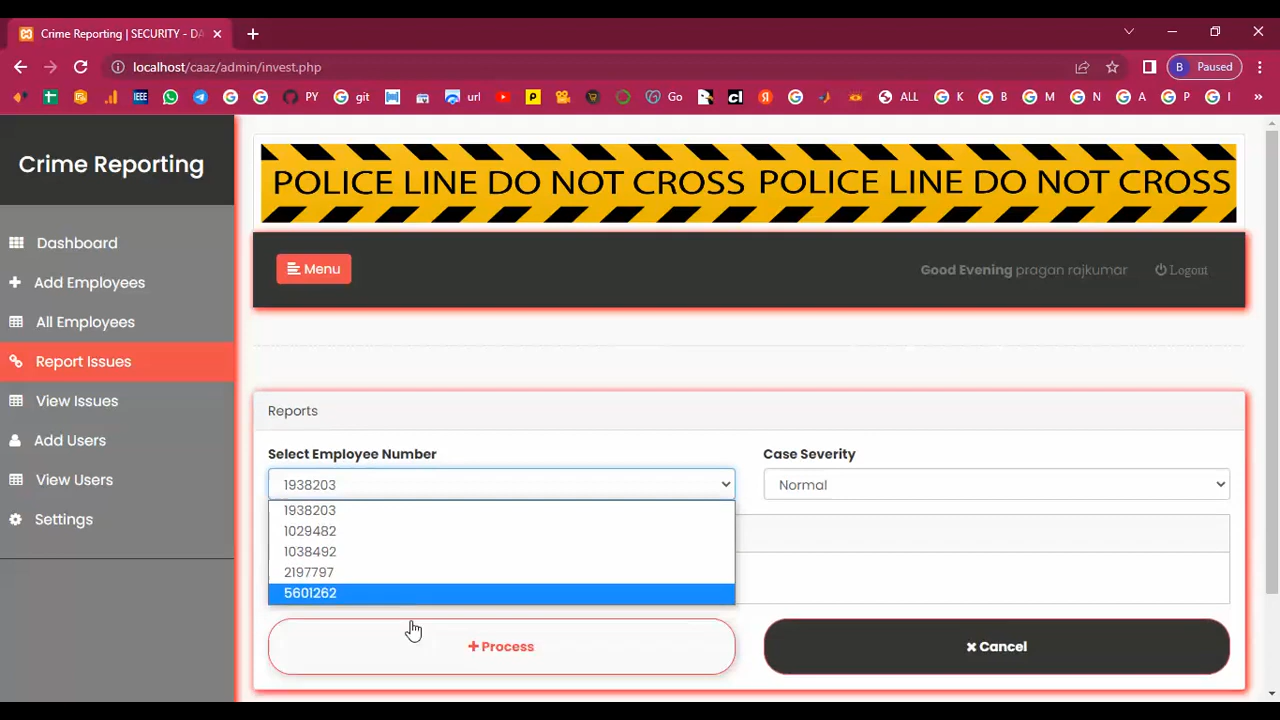 Crime Reporting | SECURITY - DA
localhost/caaz/admin/invest.php
B Paused
IEEE
PY
git
url
P
Go
cl
Я
ALL
K
B
M
N
A
P
I
»
Crime Reporting
Dashboard
Add Employees
All Employees
Report Issues
View Issues
Add Users
View Users
Settings
POLICE LINE DO NOT CROSS POLICE LINE DO NOT CROSS
Menu
Good Evening pragan rajkumar
Logout
Reports
Select Employee Number
Case Severity
1938203
Normal
1938203
1029482
1038492
2197797
5601262
Process
Cancel